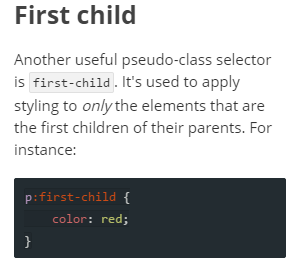 First child
Another useful pseudo-class selector
is first-child. It's used to apply
styling to only the elements that are
the first children of their parents. For
instance:
p:first-child {
    color: red;
}